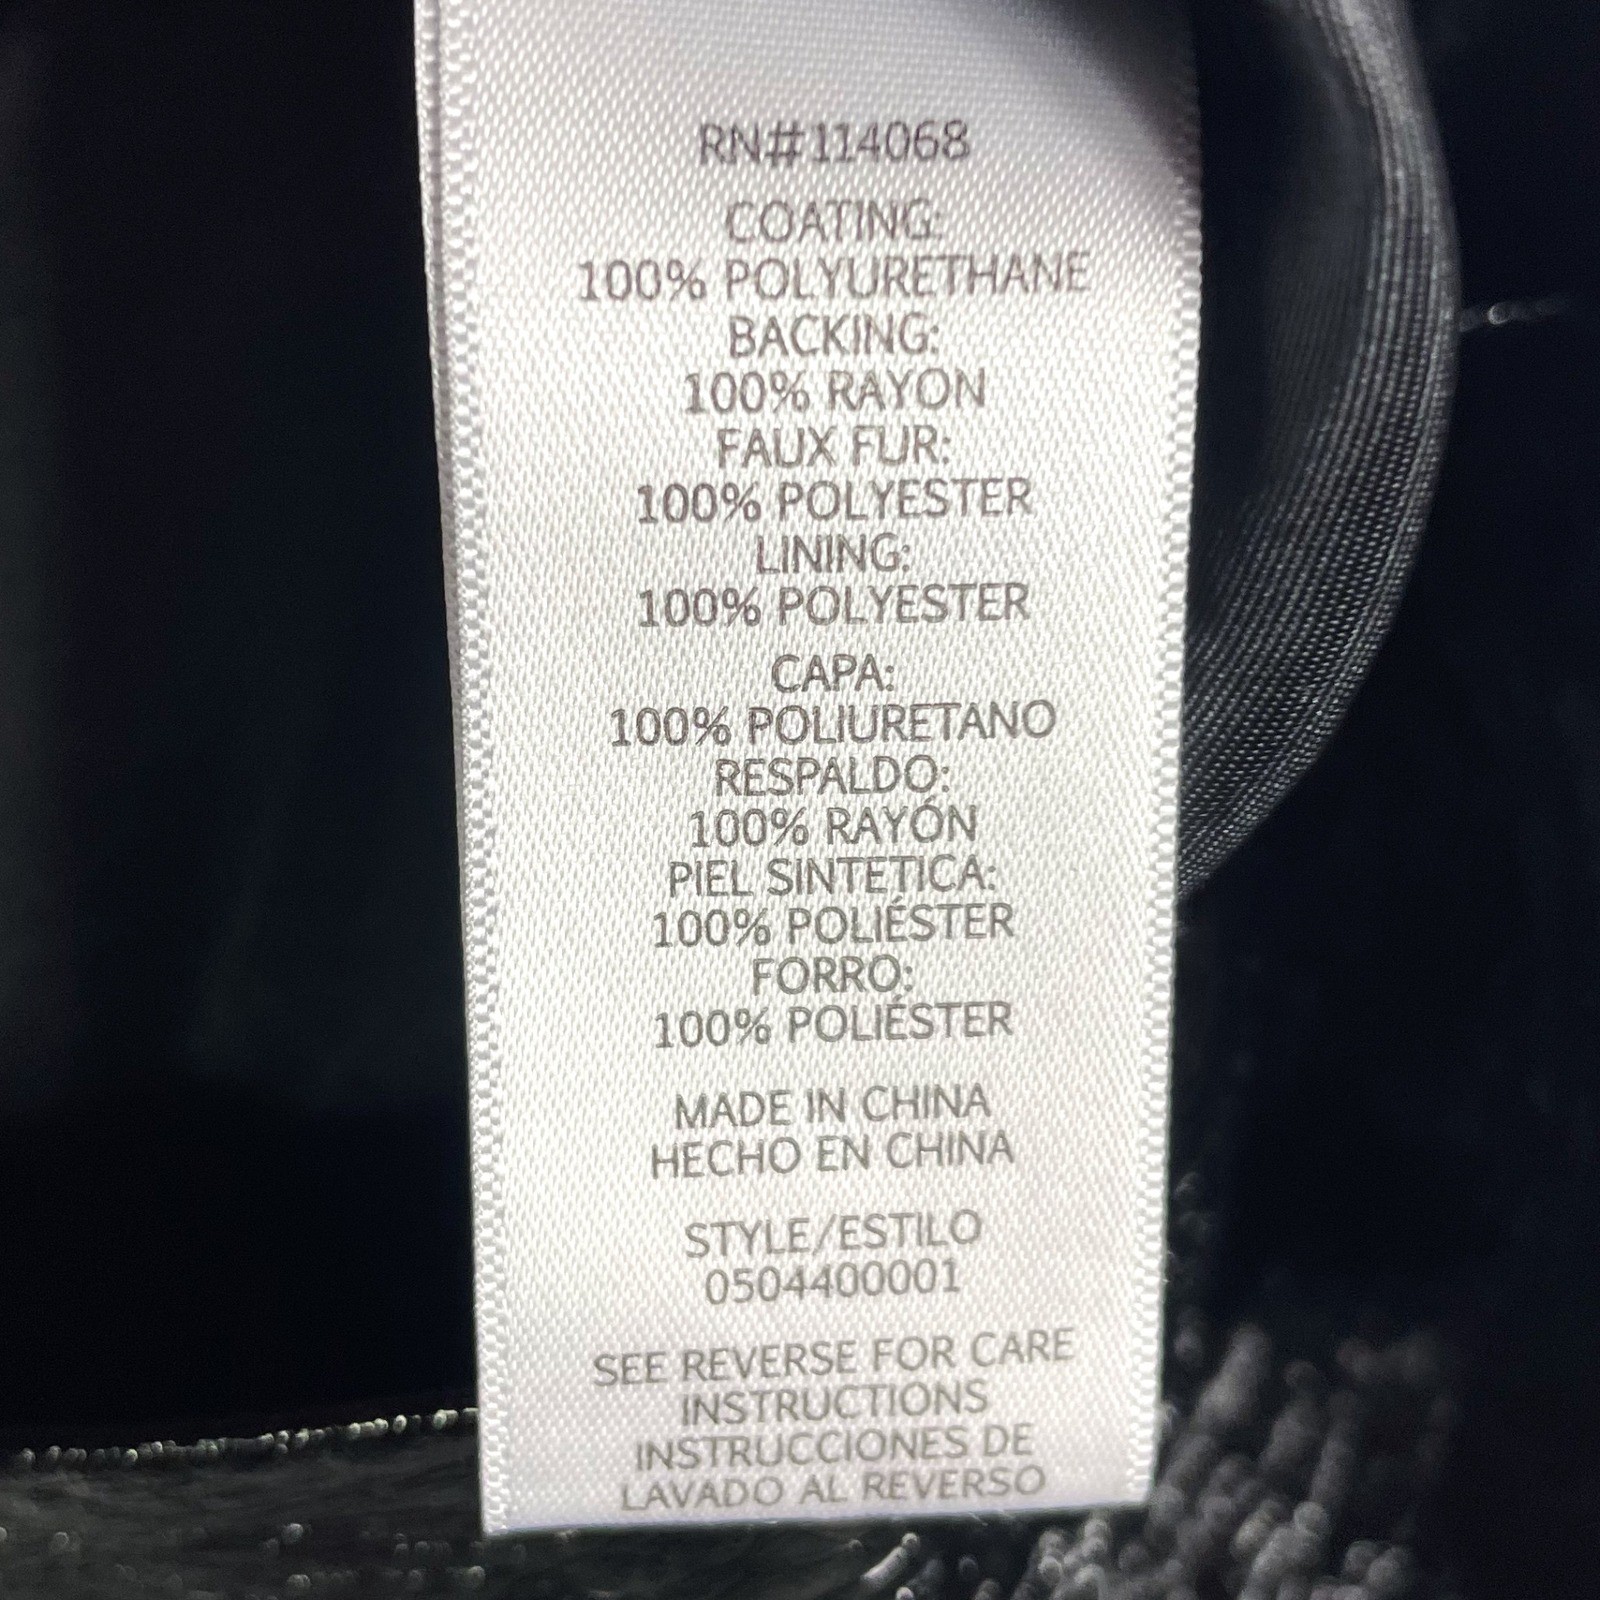 RN#114068
COATING:
100% POLYURETHANE
BACKING:
100% RAYON
FAUX FUR:
100% POLYESTER
LINING:
100% POLYESTER
CAPA:
100% POLIURETANO
RESPALDO:
100% RAYÓN
PIEL SINTETICA:
100% POLIÉSTER
FORRO:
100% POLIÉSTER
MADE IN CHINA
HECHO EN CHINA
STYLE/ESTILO
0504400001
SEE REVERSE FOR CARE
INSTRUCTIONS
INSTRUCCIONES DE
LAVADO AL REVERSO